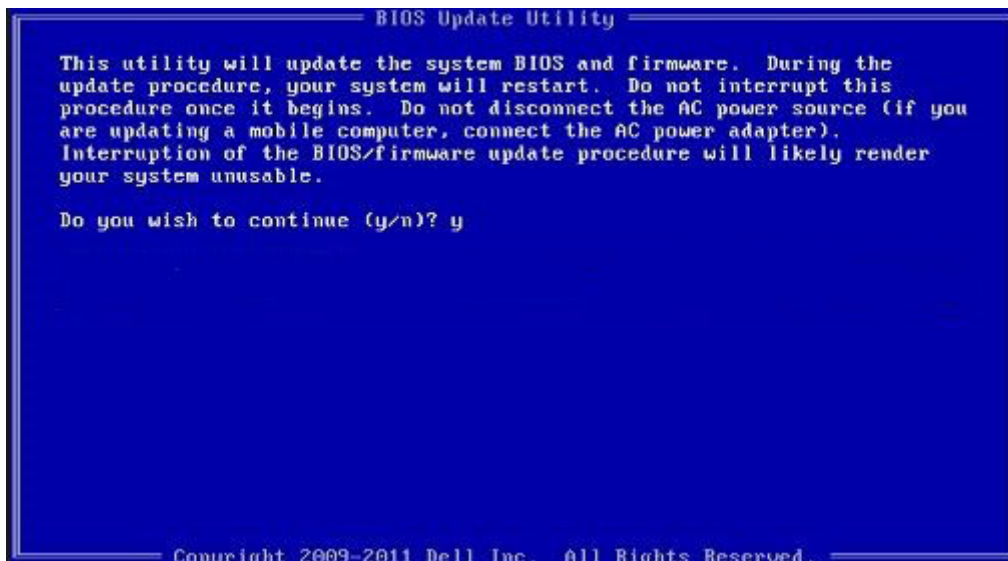 BIOS Update Utility
This utility will update the system BIOS and firmware. During the
update procedure, your system will restart. Do not interrupt this
procedure once it begins. Do not disconnect the AC power source (if you
are updating a mobile computer, connect the AC power adapter).
Interruption of the BIOS/firmware update procedure will likely render
your system unusable.
Do you wish to continue (y/n)? y
Copyright 2009-2011 Dell Inc. All Rights Reserved.